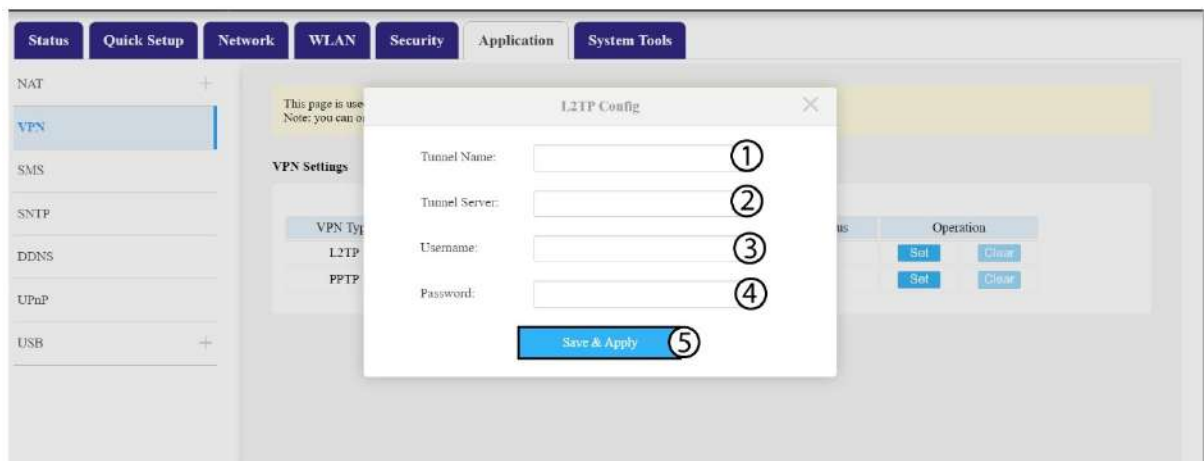 Status Quick Setup Network WLAN Security Application System Tools
NAT +
VPN
SMS
SNTP
DDNS
UPnP
USB +
This page is use
Note: you can o
VPN Settings
VPN Typ us Operation
L2TP Set Clear
PPTP Set Clear
L2TP Config ×
Tunnel Name: ①
Tunnel Server: ②
Username: ③
Password: ④
Save & Apply ⑤